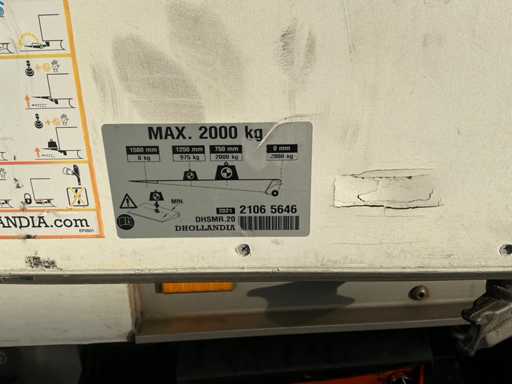 MAX. 2000 kg
1500 mm 1250 mm 750 mm 0 mm
0 kg 975 kg 2000 kg 2000 kg
MIN.
2021 2106 5646
DHSMR.20
DHOLLANDIA
LANDIA.com